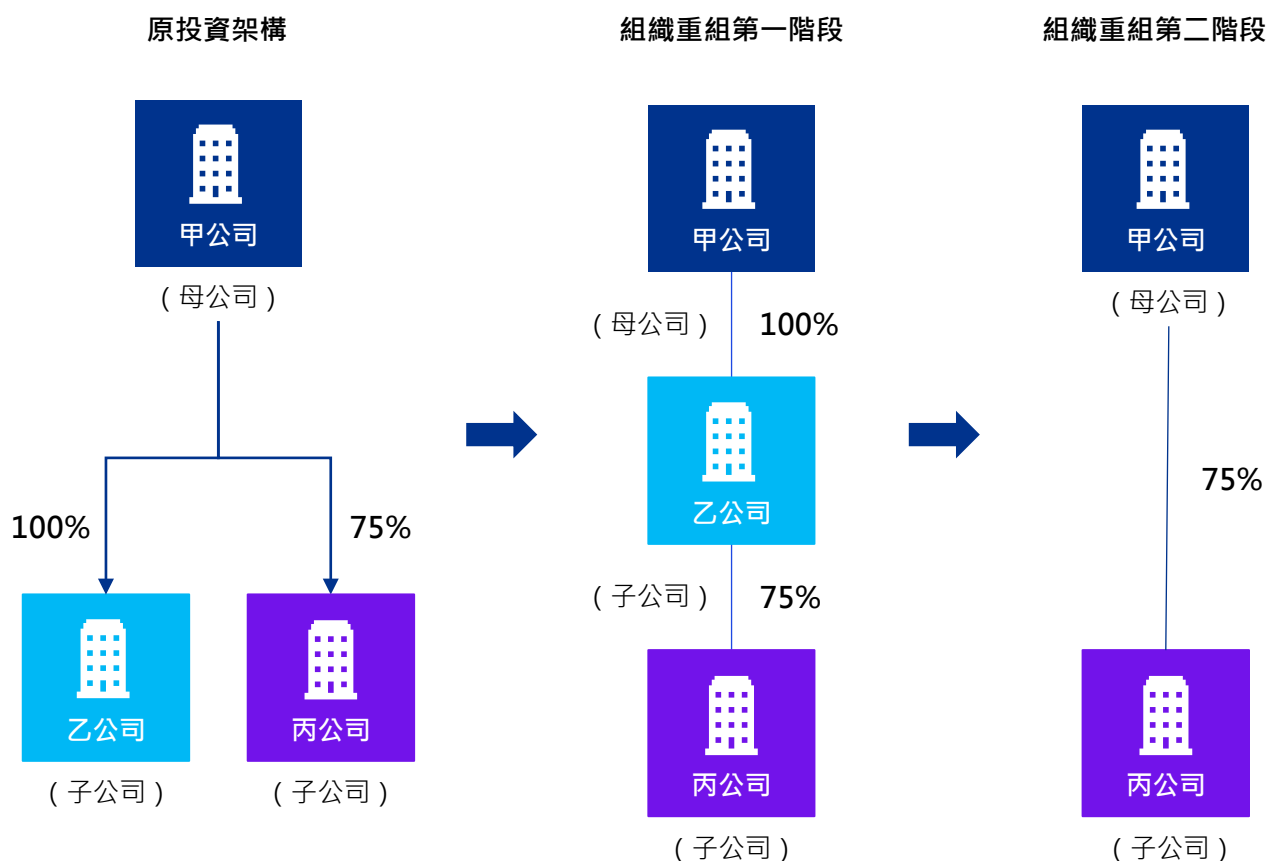 原投資架構
甲公司
( 母公司 )
100%
75%
乙公司
丙公司
( 子公司 )
( 子公司 )
組織重組第一階段
甲公司
( 母公司 )
100%
乙公司
( 子公司 )
75%
丙公司
( 子公司 )
組織重組第二階段
甲公司
( 母公司 )
75%
丙公司
( 子公司 )